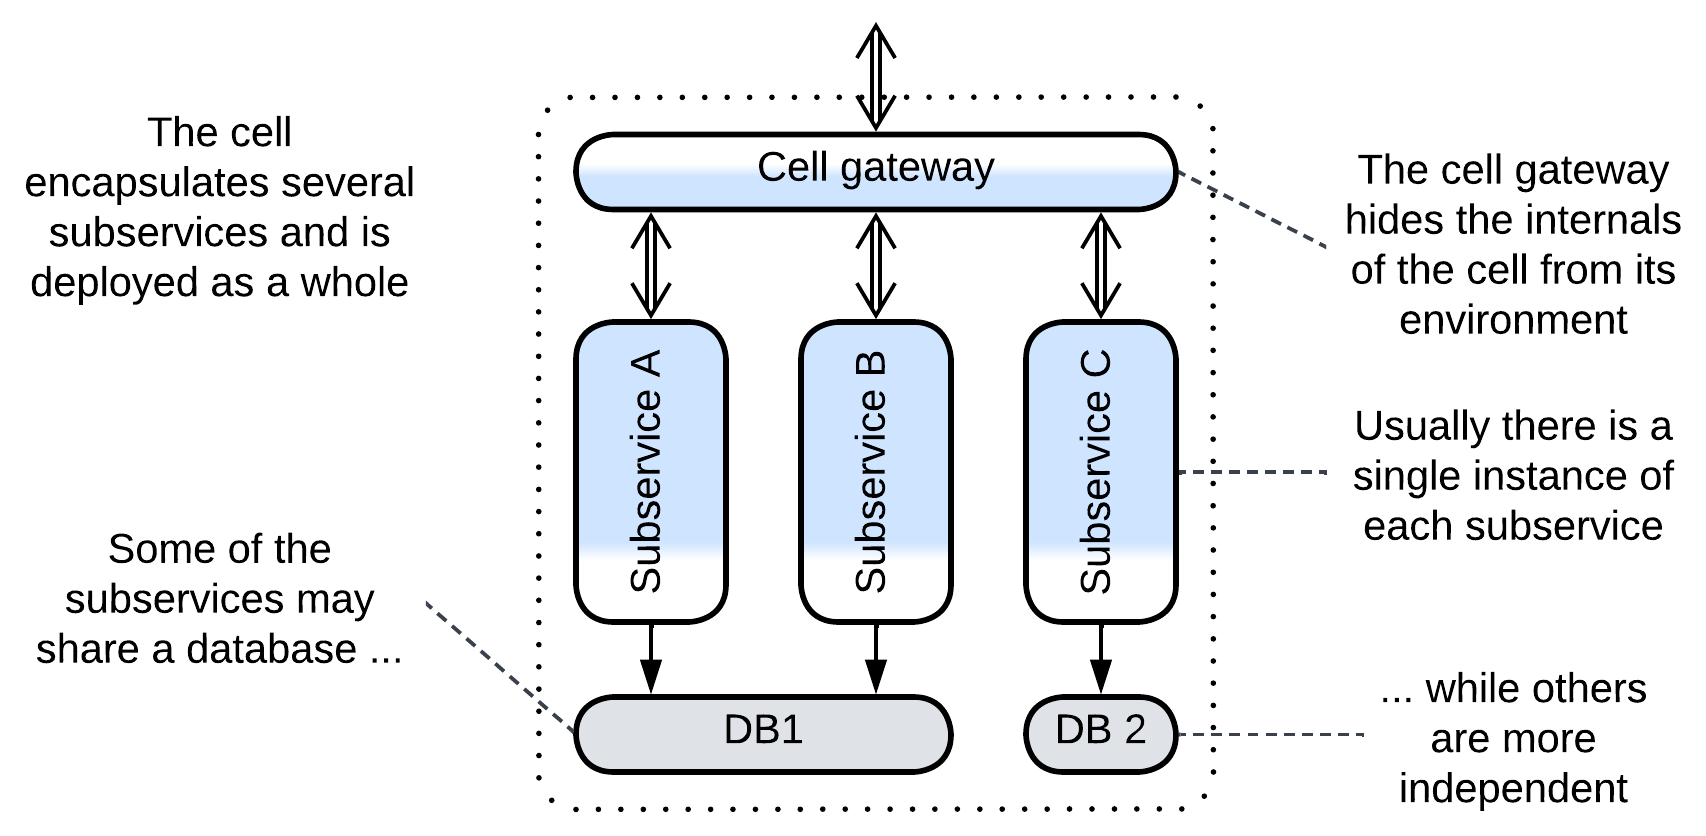 The cell
encapsulates several
subservices and is
deployed as a whole
Cell gateway
The cell gateway
hides the internals
of the cell from its
environment
Subservice A
Subservice B
Subservice C
Usually there is a
single instance of
each subservice
Some of the
subservices may
share a database ...
DB1
DB 2
... while others
are more
independent